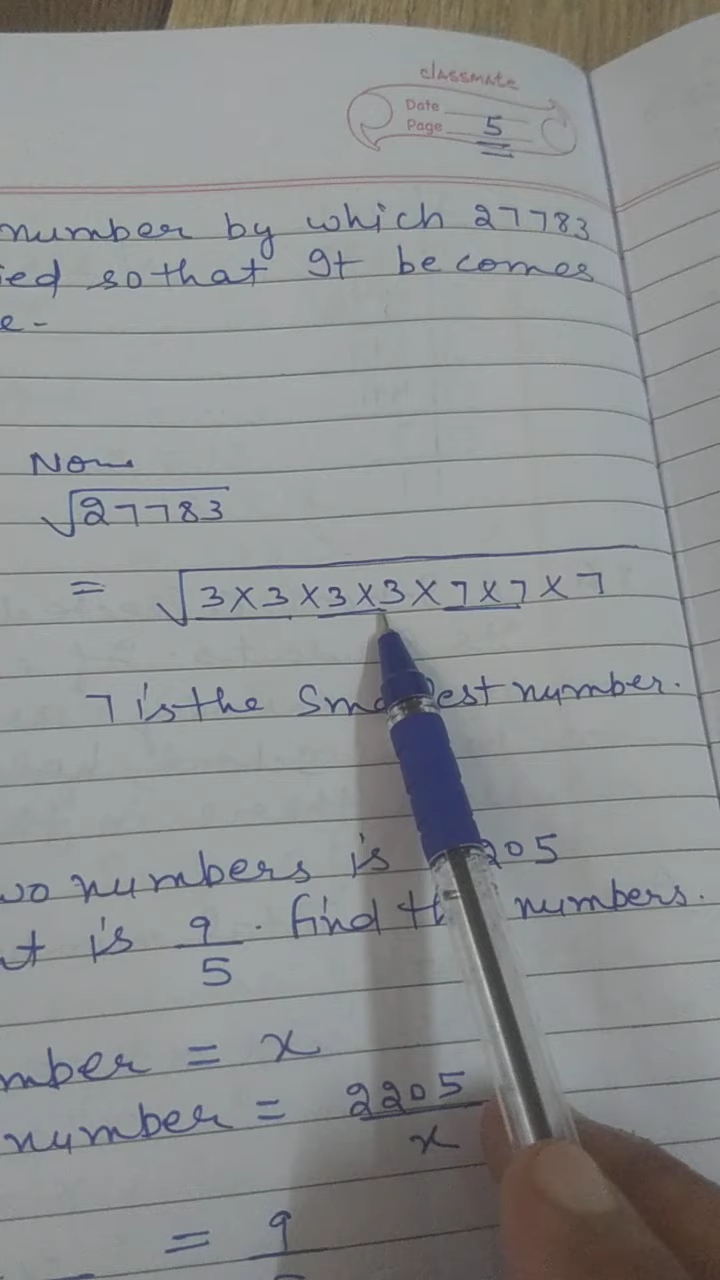 classmate
Date
Page 5
number by which 27783
ied so that It becomes
e-
Now
√27783
= √3×3×3×3×7×7×7
7 is the Sma est number.
wo numbers is 205
t is 9/5. find th numbers.
mber = x
number = 2205/x
= 9